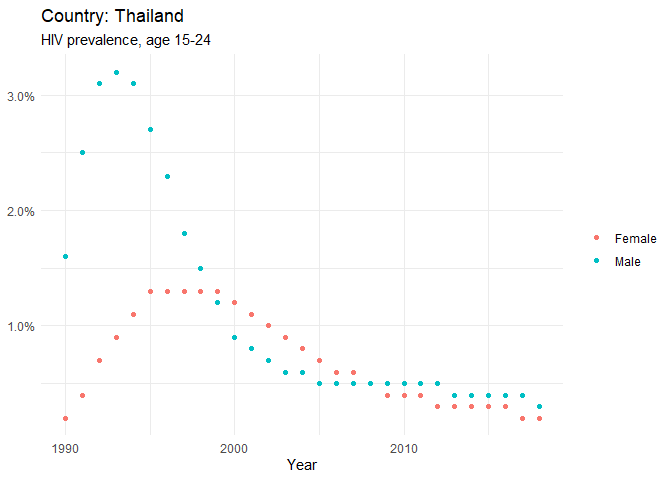 Country: Thailand
HIV prevalence, age 15-24
3.0%
2.0%
1.0%
1990
2000
2010
Year
Female
Male